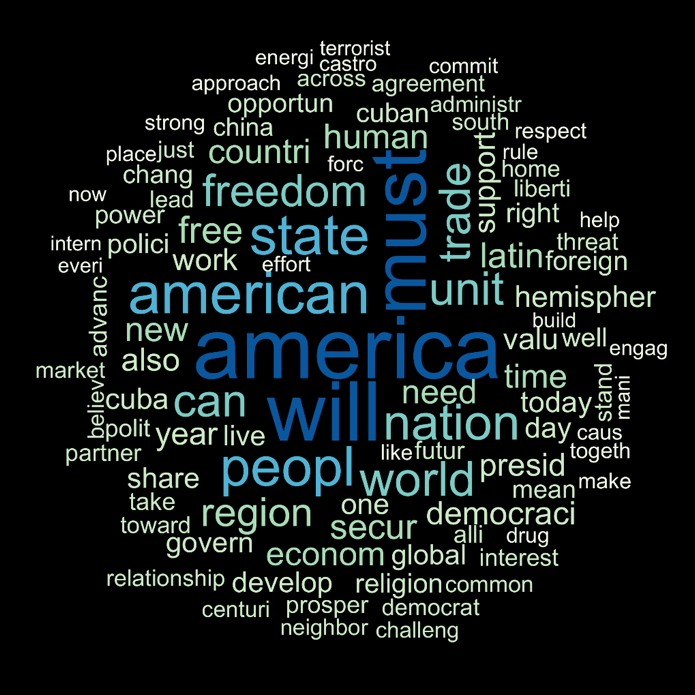 terrorist
energi
castro
commit
approach
across
agreement
opportun
cuban
administr
strong
china
human
south
respect
place
just
countri
forc
must
trade
support
rule
home
chang
now
lead
freedom
liberti
power
free
state
right
help
intern
polici
work
effort
latin
foreign
threat
everi
american
unit
hemispher
advanc
new
build
america
valu
well
engag
also
market
time
believ
cuba
can
will
need
nation
today
stand
mani
polit
year
live
day
caus
partner
peopl
like
futur
togeth
share
world
presid
make
mean
take
region
one
democraci
toward
secur
alli
drug
govern
econom
global
interest
relationship
develop
religion
common
centuri
prosper
democrat
neighbor
challeng